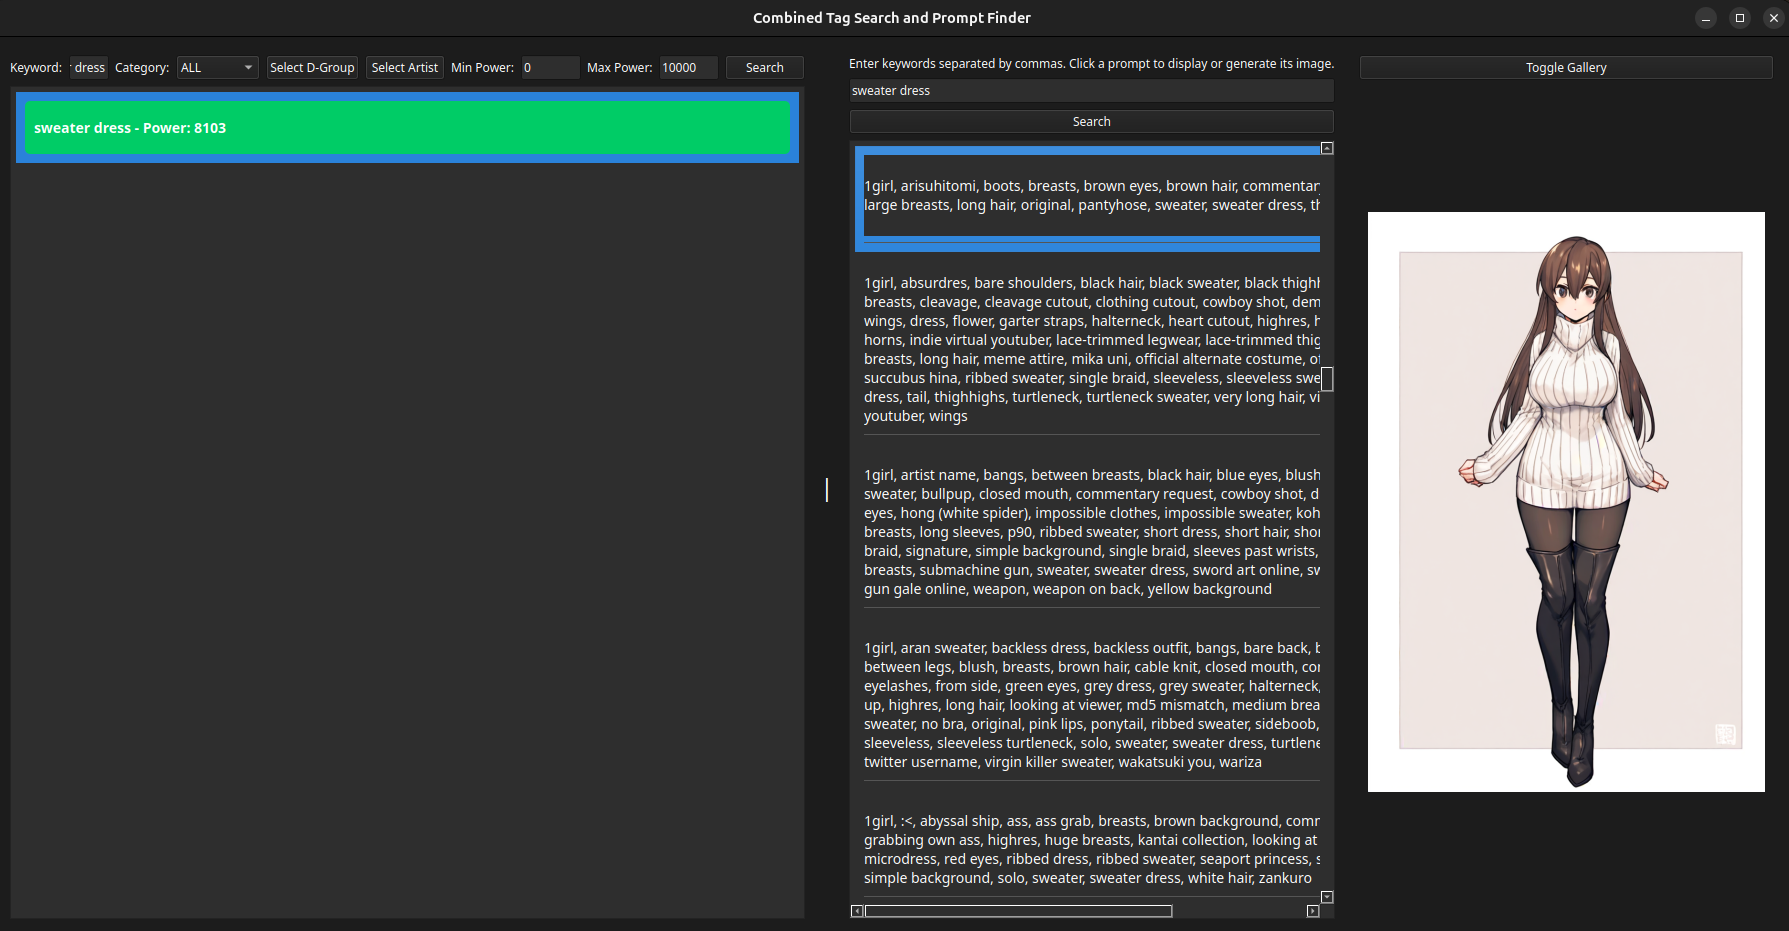 Combined Tag Search and Prompt Finder
Keyword: dress Category: ALL Select D-Group Select Artist Min Power: 0 Max Power: 10000 Search
sweater dress - Power: 8103
Enter keywords separated by commas. Click a prompt to display or generate its image.
sweater dress
Search
1girl, arisuhitomi, boots, breasts, brown eyes, brown hair, commentary
large breasts, long hair, original, pantyhose, sweater, sweater dress, th
1girl, absurdres, bare shoulders, black hair, black sweater, black thighh
breasts, cleavage, cleavage cutout, clothing cutout, cowboy shot, dem
wings, dress, flower, garter straps, halterneck, heart cutout, highres, h
horns, indie virtual youtuber, lace-trimmed legwear, lace-trimmed thig
breasts, long hair, meme attire, mika uni, official alternate costume, of
succubus hina, ribbed sweater, single braid, sleeveless, sleeveless swe
dress, tail, thighhighs, turtleneck, turtleneck sweater, very long hair, vi
youtuber, wings
1girl, artist name, bangs, between breasts, black hair, blue eyes, blush
sweater, bullpup, closed mouth, commentary request, cowboy shot, d
eyes, hong (white spider), impossible clothes, impossible sweater, koh
breasts, long sleeves, p90, ribbed sweater, short dress, short hair, shor
braid, signature, simple background, single braid, sleeves past wrists,
breasts, submachine gun, sweater, sweater dress, sword art online, sw
gun gale online, weapon, weapon on back, yellow background
1girl, aran sweater, backless dress, backless outfit, bangs, bare back, b
between legs, blush, breasts, brown hair, cable knit, closed mouth, cor
eyelashes, from side, green eyes, grey dress, grey sweater, halterneck,
up, highres, long hair, looking at viewer, md5 mismatch, medium brea
sweater, no bra, original, pink lips, ponytail, ribbed sweater, sideboob,
sleeveless, sleeveless turtleneck, solo, sweater, sweater dress, turtlene
twitter username, virgin killer sweater, wakatsuki you, wariza
1girl, :<, abyssal ship, ass, ass grab, breasts, brown background, comr
grabbing own ass, highres, huge breasts, kantai collection, looking at
microdress, red eyes, ribbed dress, ribbed sweater, seaport princess, s
simple background, solo, sweater, sweater dress, white hair, zankuro
Toggle Gallery